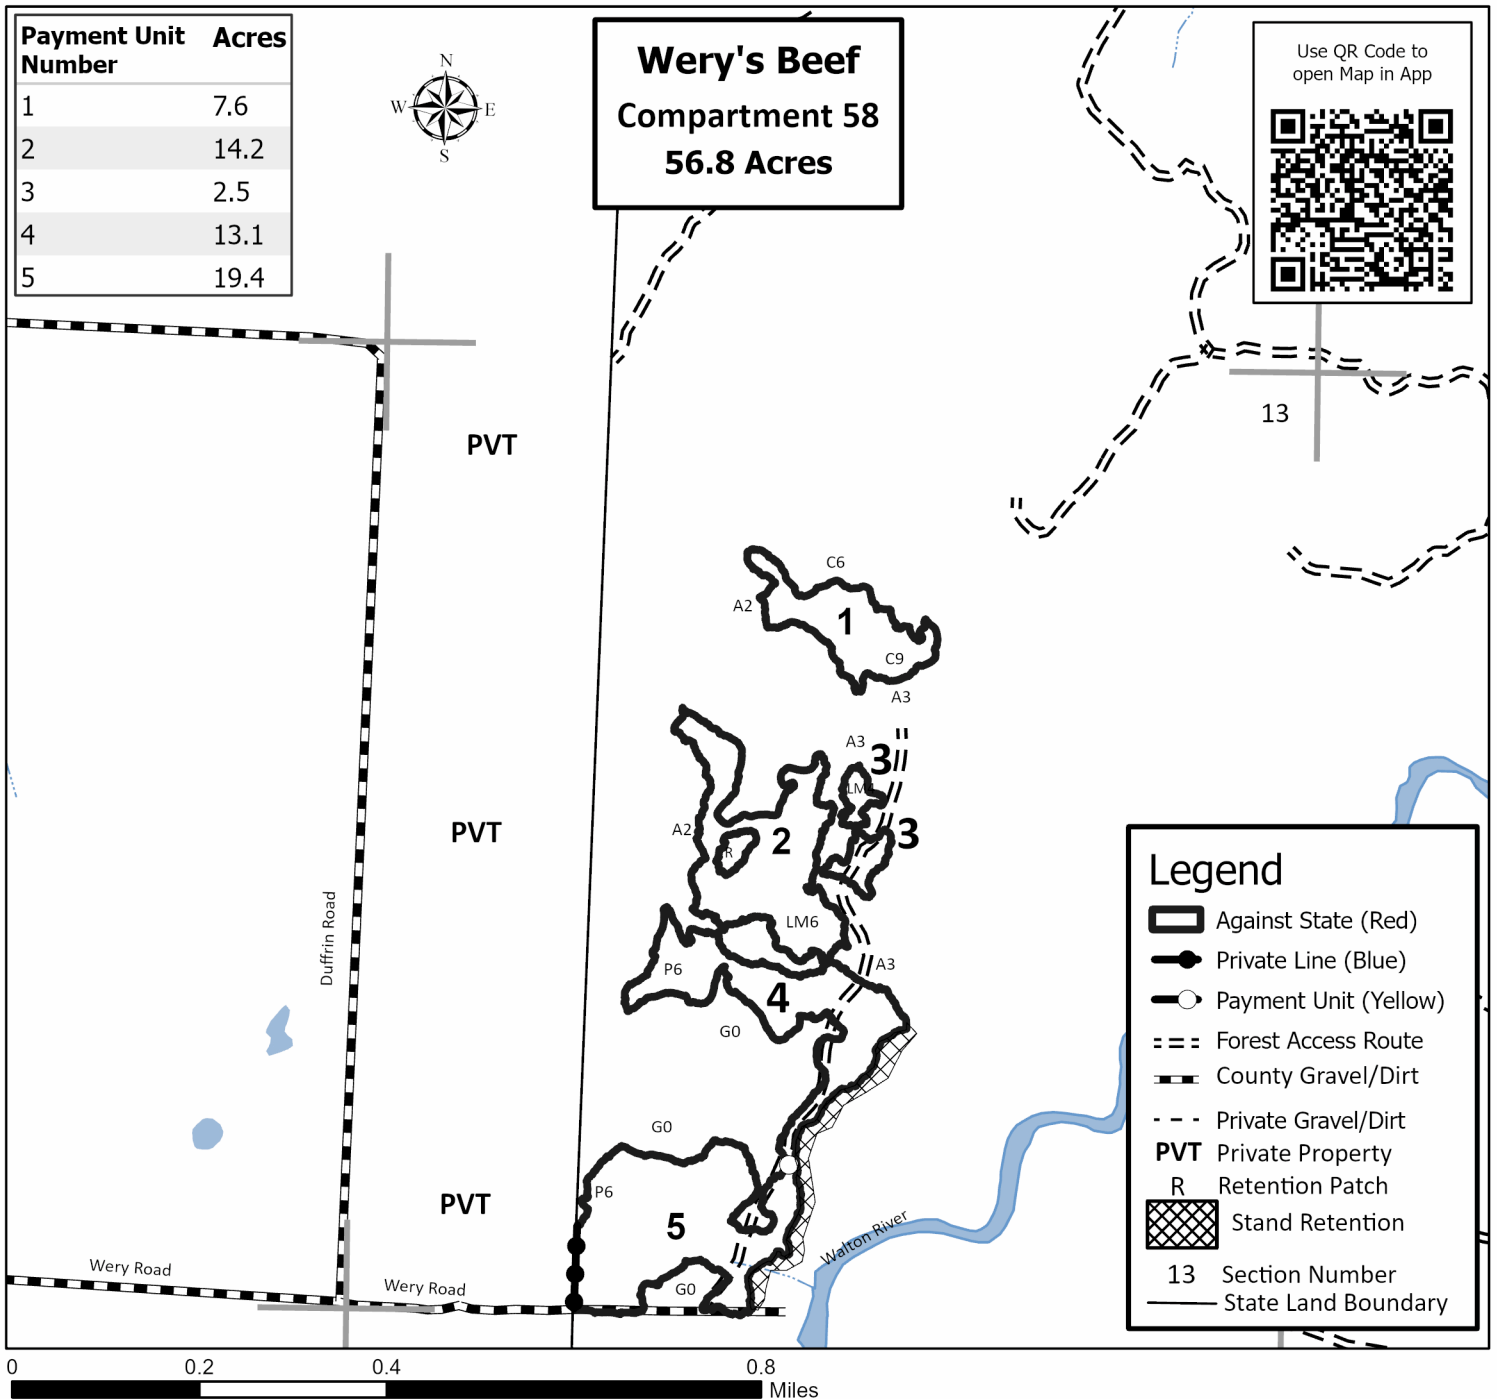 Payment Unit Number Acres
1 7.6
2 14.2
3 2.5
4 13.1
5 19.4
N
W E
S
Wery's Beef
Compartment 58
56.8 Acres
Use QR Code to
open Map in App
13
PVT
C6
A2
1
C9
A3
A3
3
A2
2
R
3
PVT
LM6
P6
A3
4
G0
Duffrin Road
G0
P6
PVT
5
G0
Wery Road
Wery Road
Walton River
Legend
Against State (Red)
Private Line (Blue)
Payment Unit (Yellow)
Forest Access Route
County Gravel/Dirt
Private Gravel/Dirt
PVT Private Property
R Retention Patch
Stand Retention
13 Section Number
State Land Boundary
0 0.2 0.4 0.8
Miles